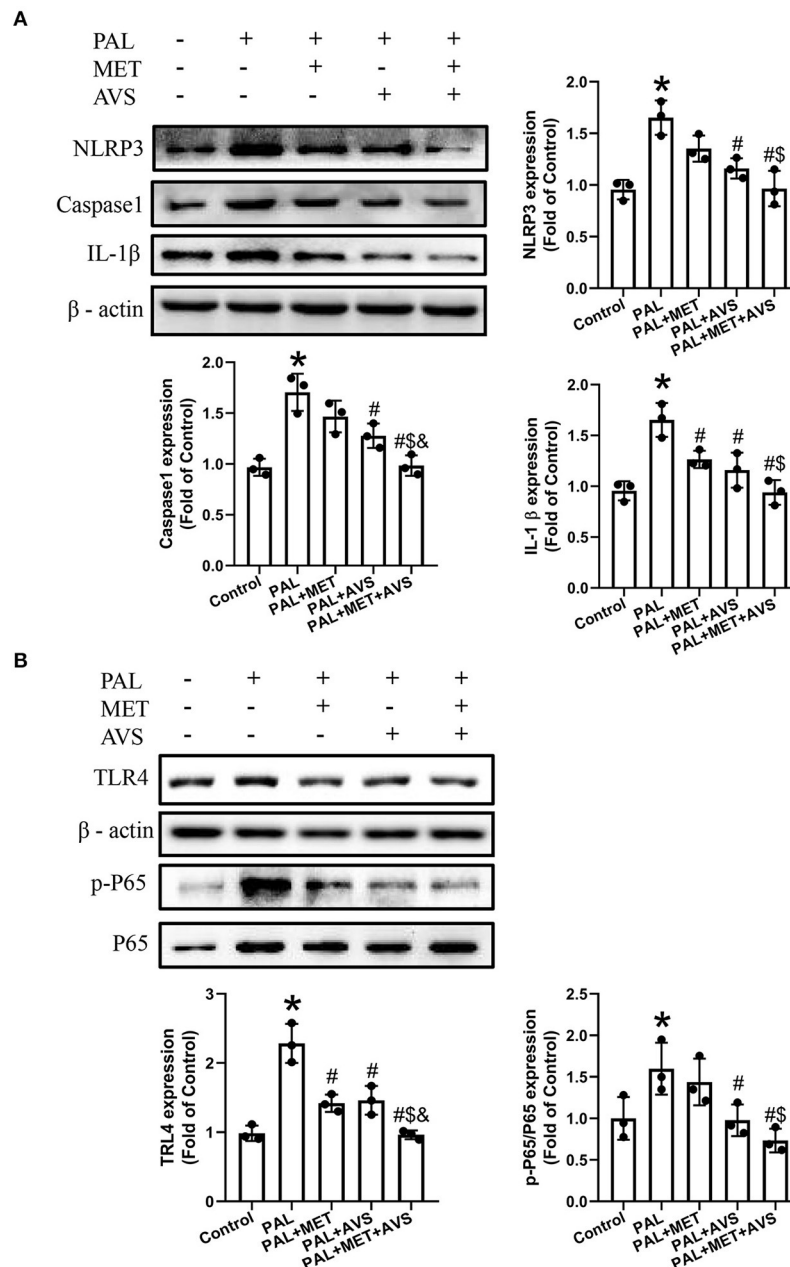 A
PAL - + + + +
MET - - + - +
AVS - - - + +
NLRP3
Caspase1
IL-1β
β - actin
NLRP3 expression
(Fold of Control)
2.0
1.5
1.0
0.5
0.0
*
#
#$
Control
PAL
PAL+MET
PAL+AVS
PAL+MET+AVS
Caspase1 expression
(Fold of Control)
2.0
1.5
1.0
0.5
0.0
*
#
#$&
Control
PAL
PAL+MET
PAL+AVS
PAL+MET+AVS
IL-1 β expression
(Fold of Control)
2.0
1.5
1.0
0.5
0.0
*
# #
#$
Control
PAL
PAL+MET
PAL+AVS
PAL+MET+AVS
B
PAL - + + + +
MET - - + - +
AVS - - - + +
TLR4
β - actin
p-P65
P65
TRL4 expression
(Fold of Control)
3
2
1
0
*
# #
#$&
Control
PAL
PAL+MET
PAL+AVS
PAL+MET+AVS
p-P65/P65 expression
(Fold of Control)
2.5
2.0
1.5
1.0
0.5
0.0
*
#
#$
Control
PAL
PAL+MET
PAL+AVS
PAL+MET+AVS